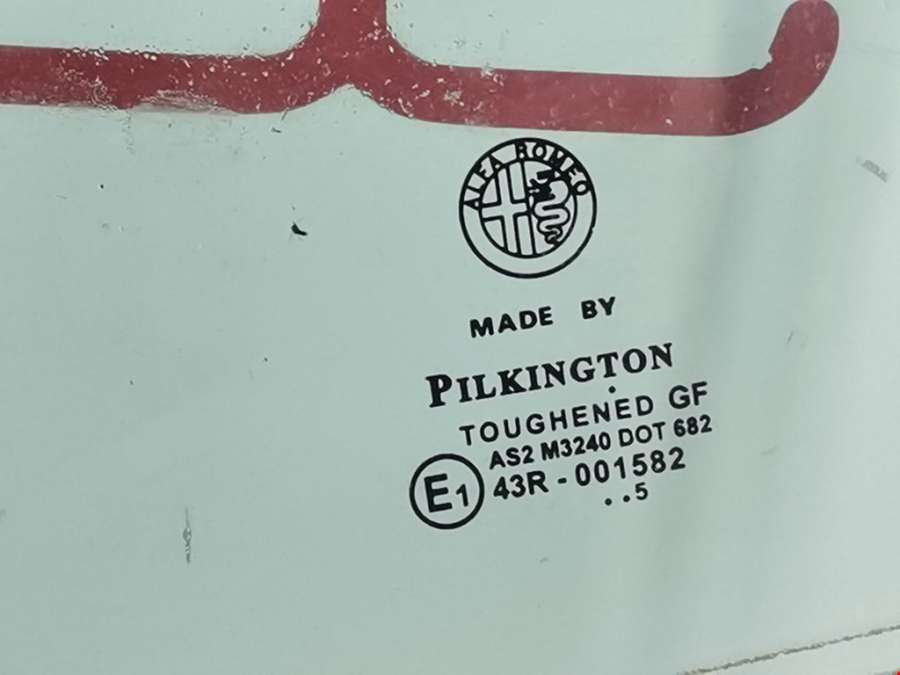 ALFA ROMEO
MADE BY
PILKINGTON
TOUGHENED GF
AS2 M3240 DOT 682
E1 43R - 001582
. . 5